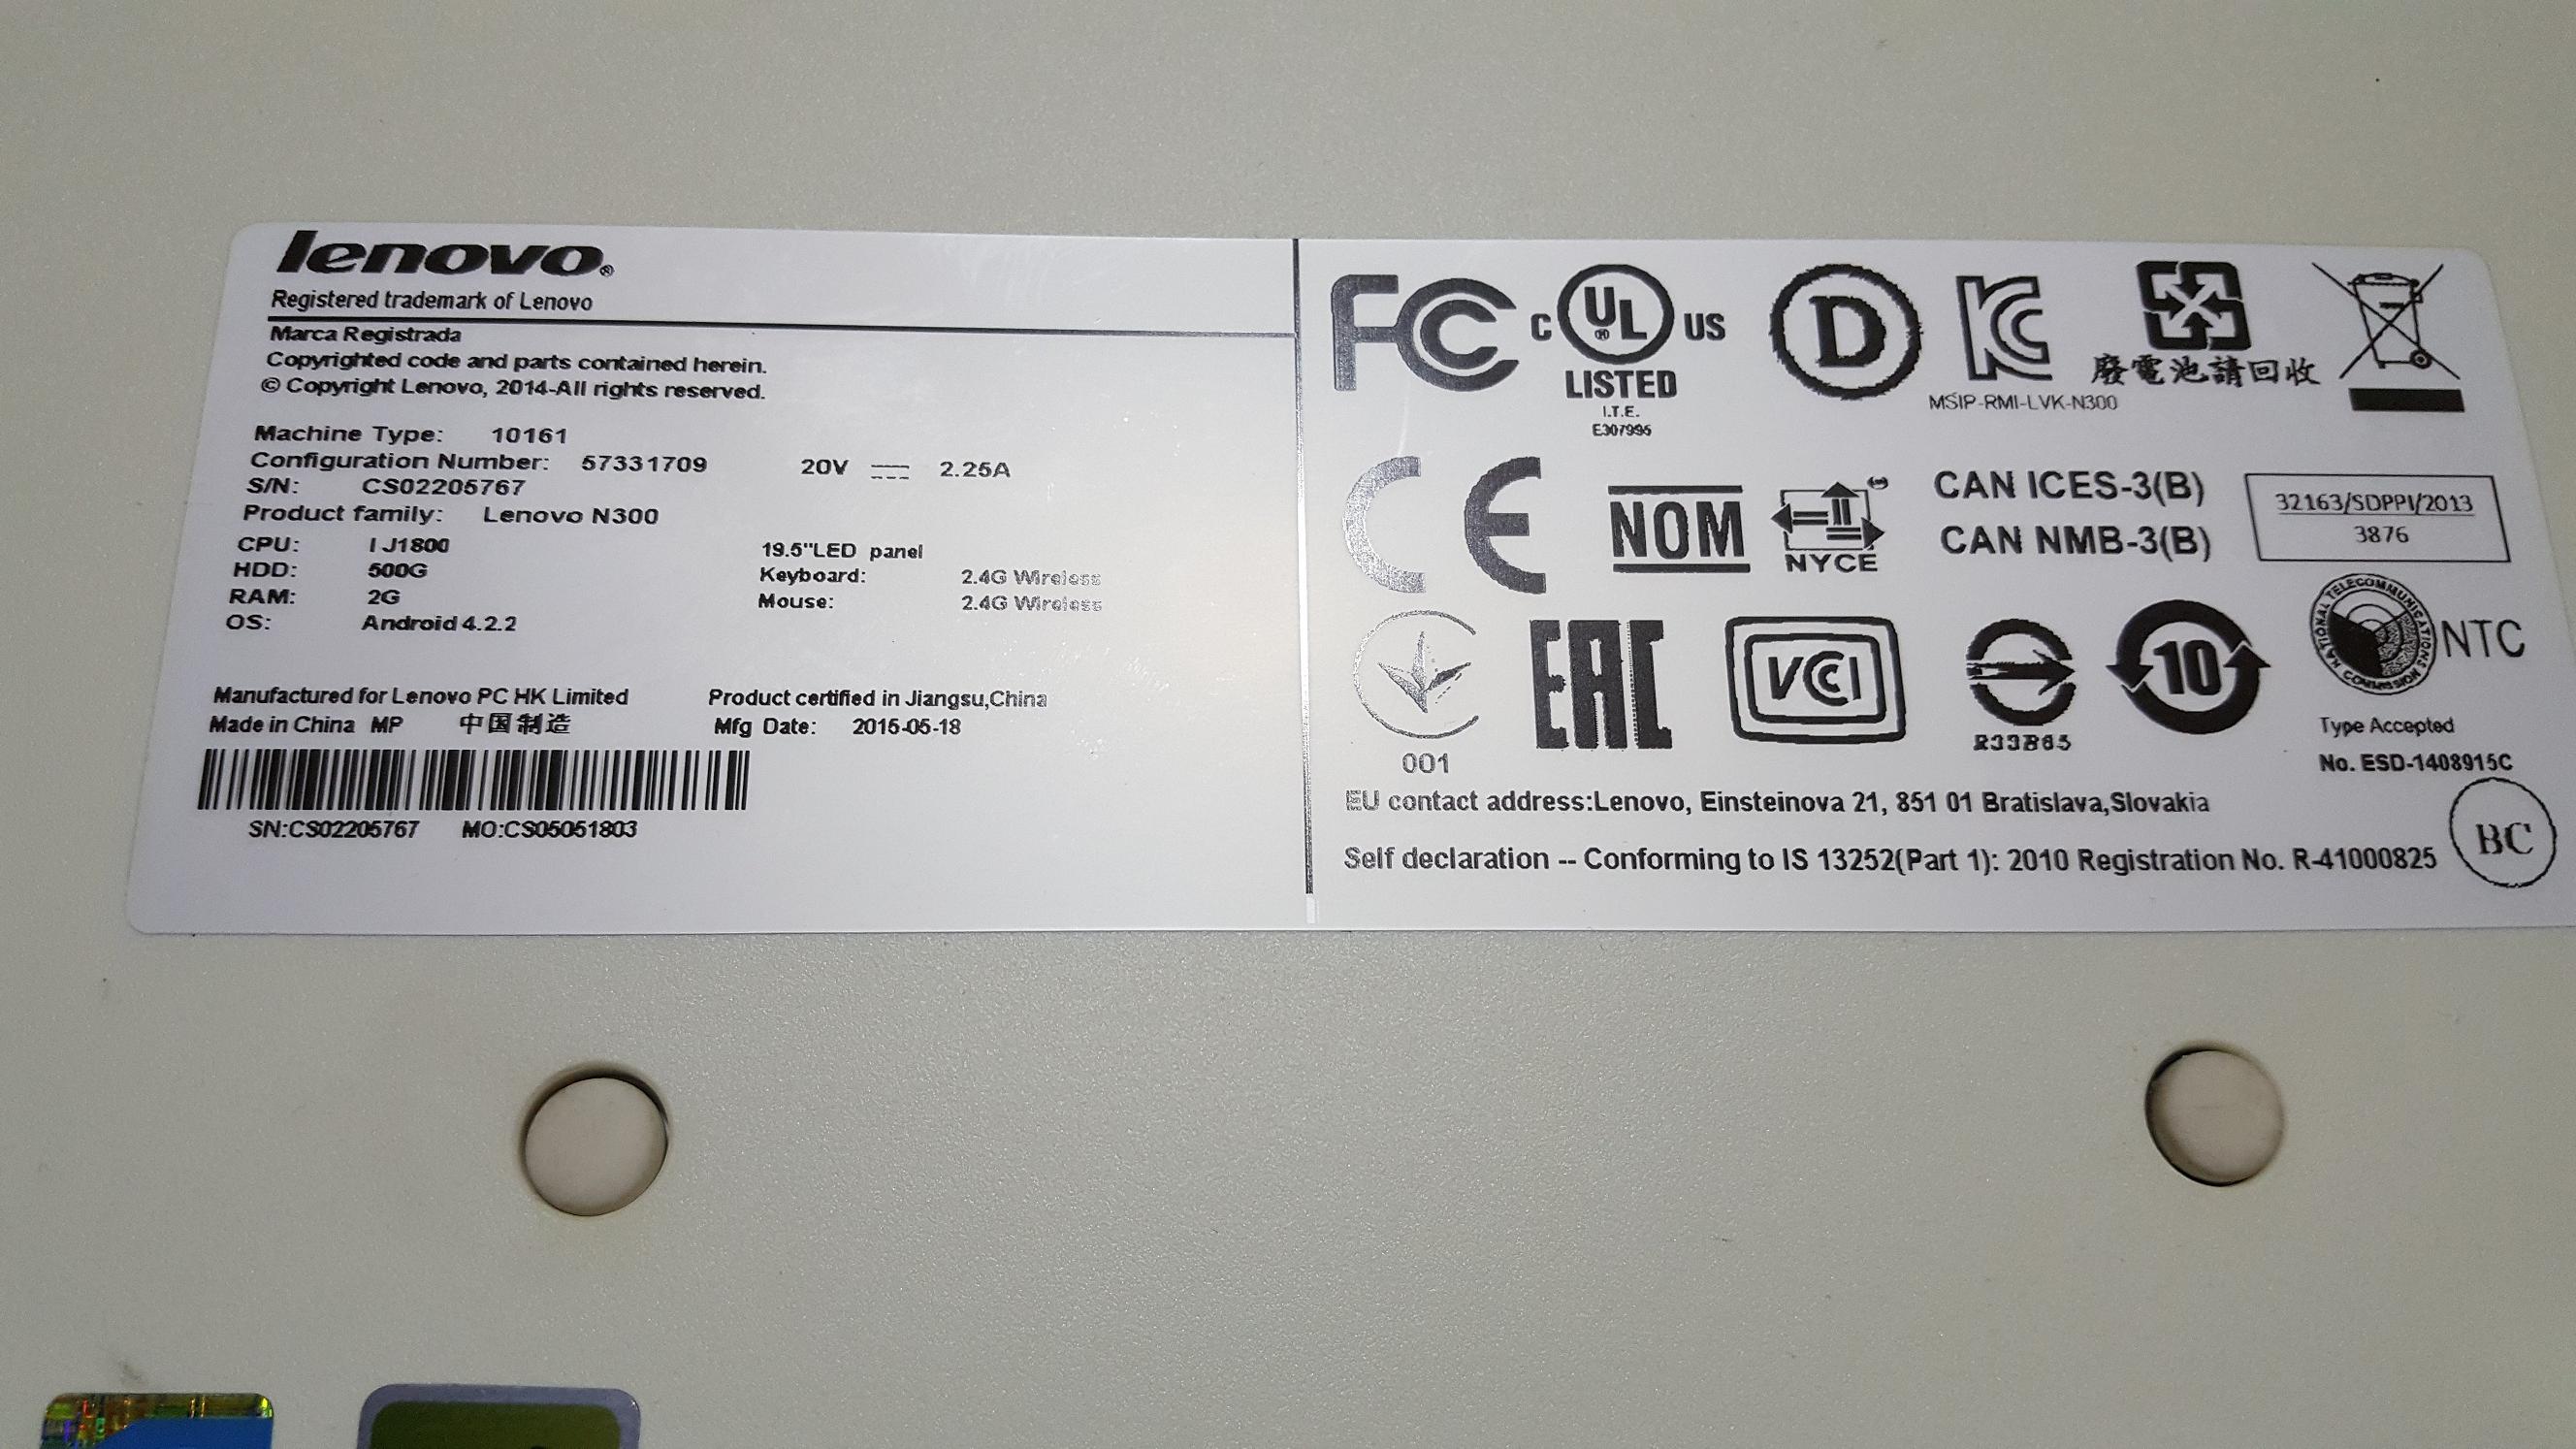 lenovo®
Registered trademark of Lenovo
Marca Registrada
Copyrighted code and parts contained herein.
© Copyright Lenovo, 2014-All rights reserved.
Machine Type: 10161
Configuration Number: 57331709 20V 2.25A
S/N: CS02205767
Product family: Lenovo N300
CPU: I J1800
HDD: 500G
RAM: 2G
OS: Android 4.2.2
19.5"LED panel
Keyboard: 2.4G Wireless
Mouse: 2.4G Wireless
Manufactured for Lenovo PC HK Limited
Made in China MP 中国制造
Product certified in Jiangsu,China
Mfg Date: 2015-05-18
SN:CS02205767 MO:CS05051803
FC
C UL® US
LISTED
I.T.E.
E307995
D
KC
MSIP-RMI-LVK-N300
廢電池請回收
CE
NOM
NYCE
CAN ICES-3(B)
CAN NMB-3(B)
32163/SDPPI/2013
3876
001
EAC
VCI
R33B65
10
NATIONAL TELECOMMUNICATIONS COMMISSION
NTC
Type Accepted
No. ESD-1408915C
EU contact address:Lenovo, Einsteinova 21, 851 01 Bratislava,Slovakia
Self declaration -- Conforming to IS 13252(Part 1): 2010 Registration No. R-41000825
BC